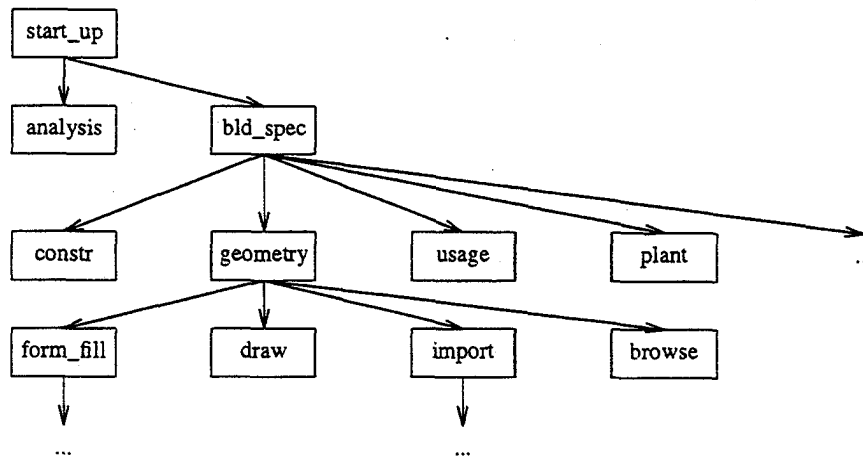 start_up
analysis bld_spec
constr geometry usage plant
form_fill draw import browse
... ...